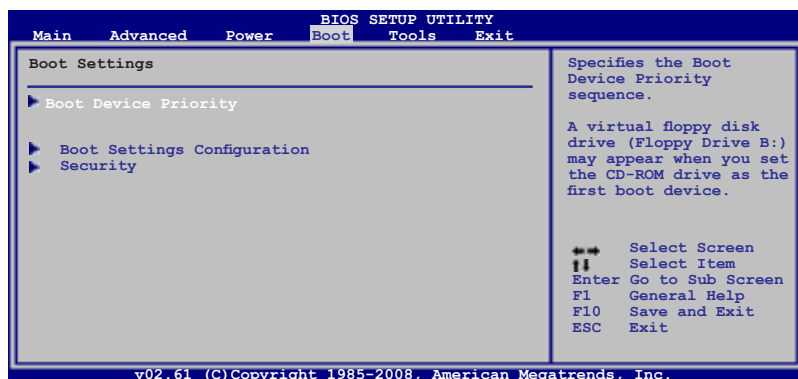 BIOS SETUP UTILITY
Main Advanced Power Boot Tools Exit
Boot Settings
Boot Device Priority
Boot Settings Configuration
Security
Specifies the Boot
Device Priority
sequence.
A virtual floppy disk
drive (Floppy Drive B:)
may appear when you set
the CD-ROM drive as the
first boot device.
Select Screen
Select Item
Enter Go to Sub Screen
F1 General Help
F10 Save and Exit
ESC Exit
v02.61 (C)Copyright 1985-2008, American Megatrends, Inc.